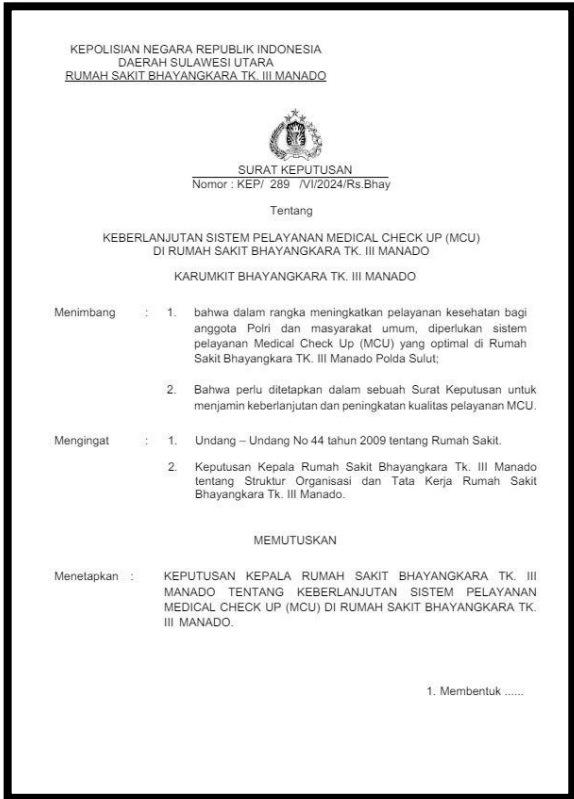 KEPOLISIAN NEGARA REPUBLIK INDONESIA
DAERAH SULAWESI UTARA
RUMAH SAKIT BHAYANGKARA TK. III MANADO
SURAT KEPUTUSAN
Nomor : KEP/ 289 /VI/2024/Rs.Bhay
Tentang
KEBERLANJUTAN SISTEM PELAYANAN MEDICAL CHECK UP (MCU)
DI RUMAH SAKIT BHAYANGKARA TK. III MANADO
KARUMKIT BHAYANGKARA TK. III MANADO
Menimbang : 1. bahwa dalam rangka meningkatkan pelayanan kesehatan bagi
anggota Polri dan masyarakat umum, diperlukan sistem
pelayanan Medical Check Up (MCU) yang optimal di Rumah
Sakit Bhayangkara TK. III Manado Polda Sulut;
2. Bahwa perlu ditetapkan dalam sebuah Surat Keputusan untuk
menjamin keberlanjutan dan peningkatan kualitas pelayanan MCU.
Mengingat : 1. Undang – Undang No 44 tahun 2009 tentang Rumah Sakit.
2. Keputusan Kepala Rumah Sakit Bhayangkara Tk. III Manado
tentang Struktur Organisasi dan Tata Kerja Rumah Sakit
Bhayangkara Tk. III Manado.
MEMUTUSKAN
Menetapkan : KEPUTUSAN KEPALA RUMAH SAKIT BHAYANGKARA TK. III
MANADO TENTANG KEBERLANJUTAN SISTEM PELAYANAN
MEDICAL CHECK UP (MCU) DI RUMAH SAKIT BHAYANGKARA TK.
III MANADO.
1. Membentuk ......